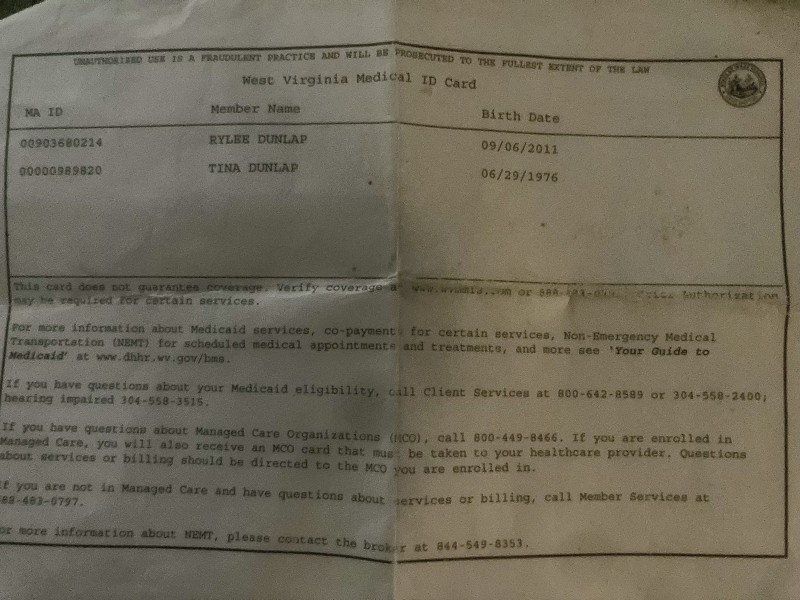 UNAUTHORIZED USE IS A FRAUDULENT PRACTICE AND WILL BE PROSECUTED TO THE FULLEST EXTENT OF THE LAW
West Virginia Medical ID Card
MA ID Member Name Birth Date
00903680214 RYLEE DUNLAP 09/06/2011
00000989820 TINA DUNLAP 06/29/1976
This card does not guarantee coverage. Verify coverage at or Authorization
may be required for certain services.
For more information about Medicaid services, co-payments for certain services, Non-Emergency Medical
Transportation (NEMT) for scheduled medical appointments and treatments, and more see 'Your Guide to
Medicaid' at www.dhhr.wv.gov/bms.
If you have questions about your Medicaid eligibility, call Client Services at 800-642-8589 or 304-558-2400;
hearing impaired 304-558-3515.
If you have questions about Managed Care Organizations (MCO), call 800-449-8466. If you are enrolled in
Managed Care, you will also receive an MCO card that must be taken to your healthcare provider. Questions
about services or billing should be directed to the MCO you are enrolled in.
If you are not in Managed Care and have questions about services or billing, call Member Services at
888-483-0797.
For more information about NEMT, please contact the broker at 844-549-8353.